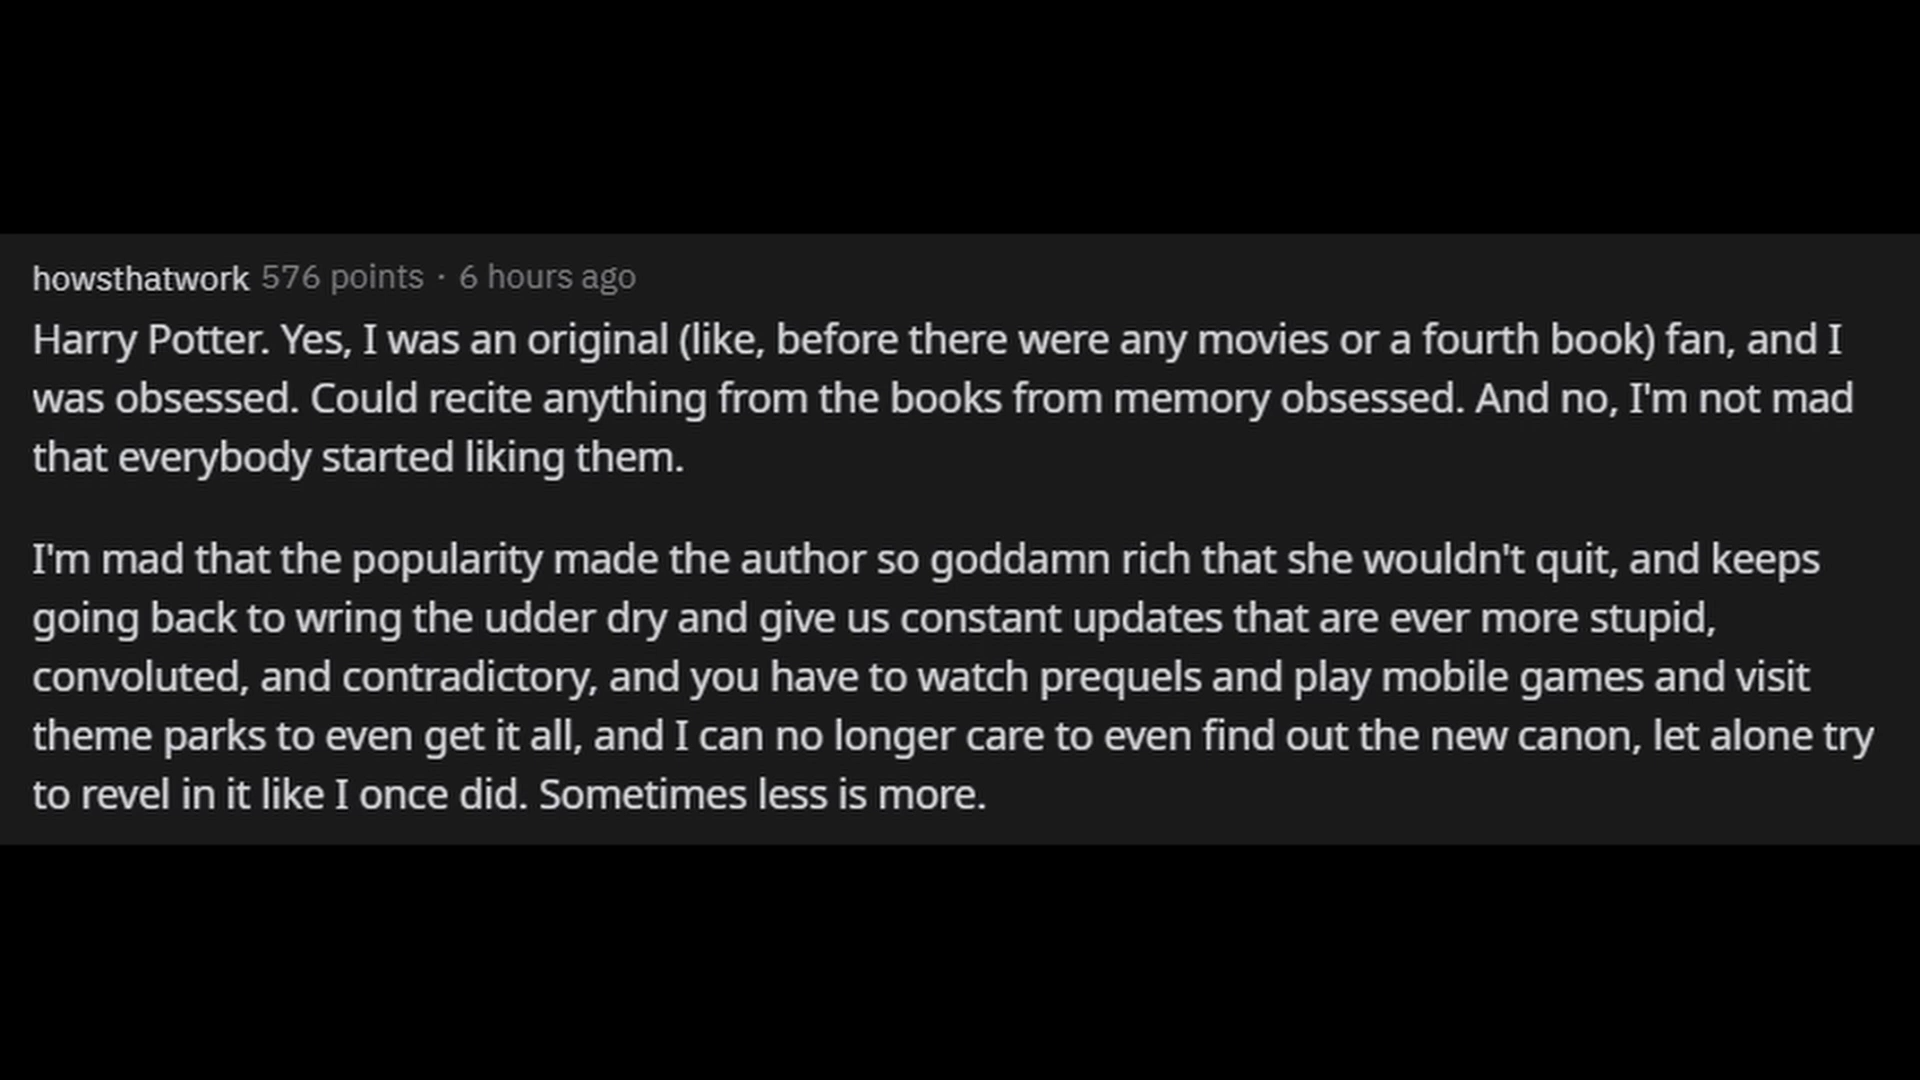 howsthatwork 576 points · 6 hours ago
Harry Potter. Yes, I was an original (like, before there were any movies or a fourth book) fan, and I
was obsessed. Could recite anything from the books from memory obsessed. And no, I'm not mad
that everybody started liking them.
I'm mad that the popularity made the author so goddamn rich that she wouldn't quit, and keeps
going back to wring the udder dry and give us constant updates that are ever more stupid,
convoluted, and contradictory, and you have to watch prequels and play mobile games and visit
theme parks to even get it all, and I can no longer care to even find out the new canon, let alone try
to revel in it like I once did. Sometimes less is more.